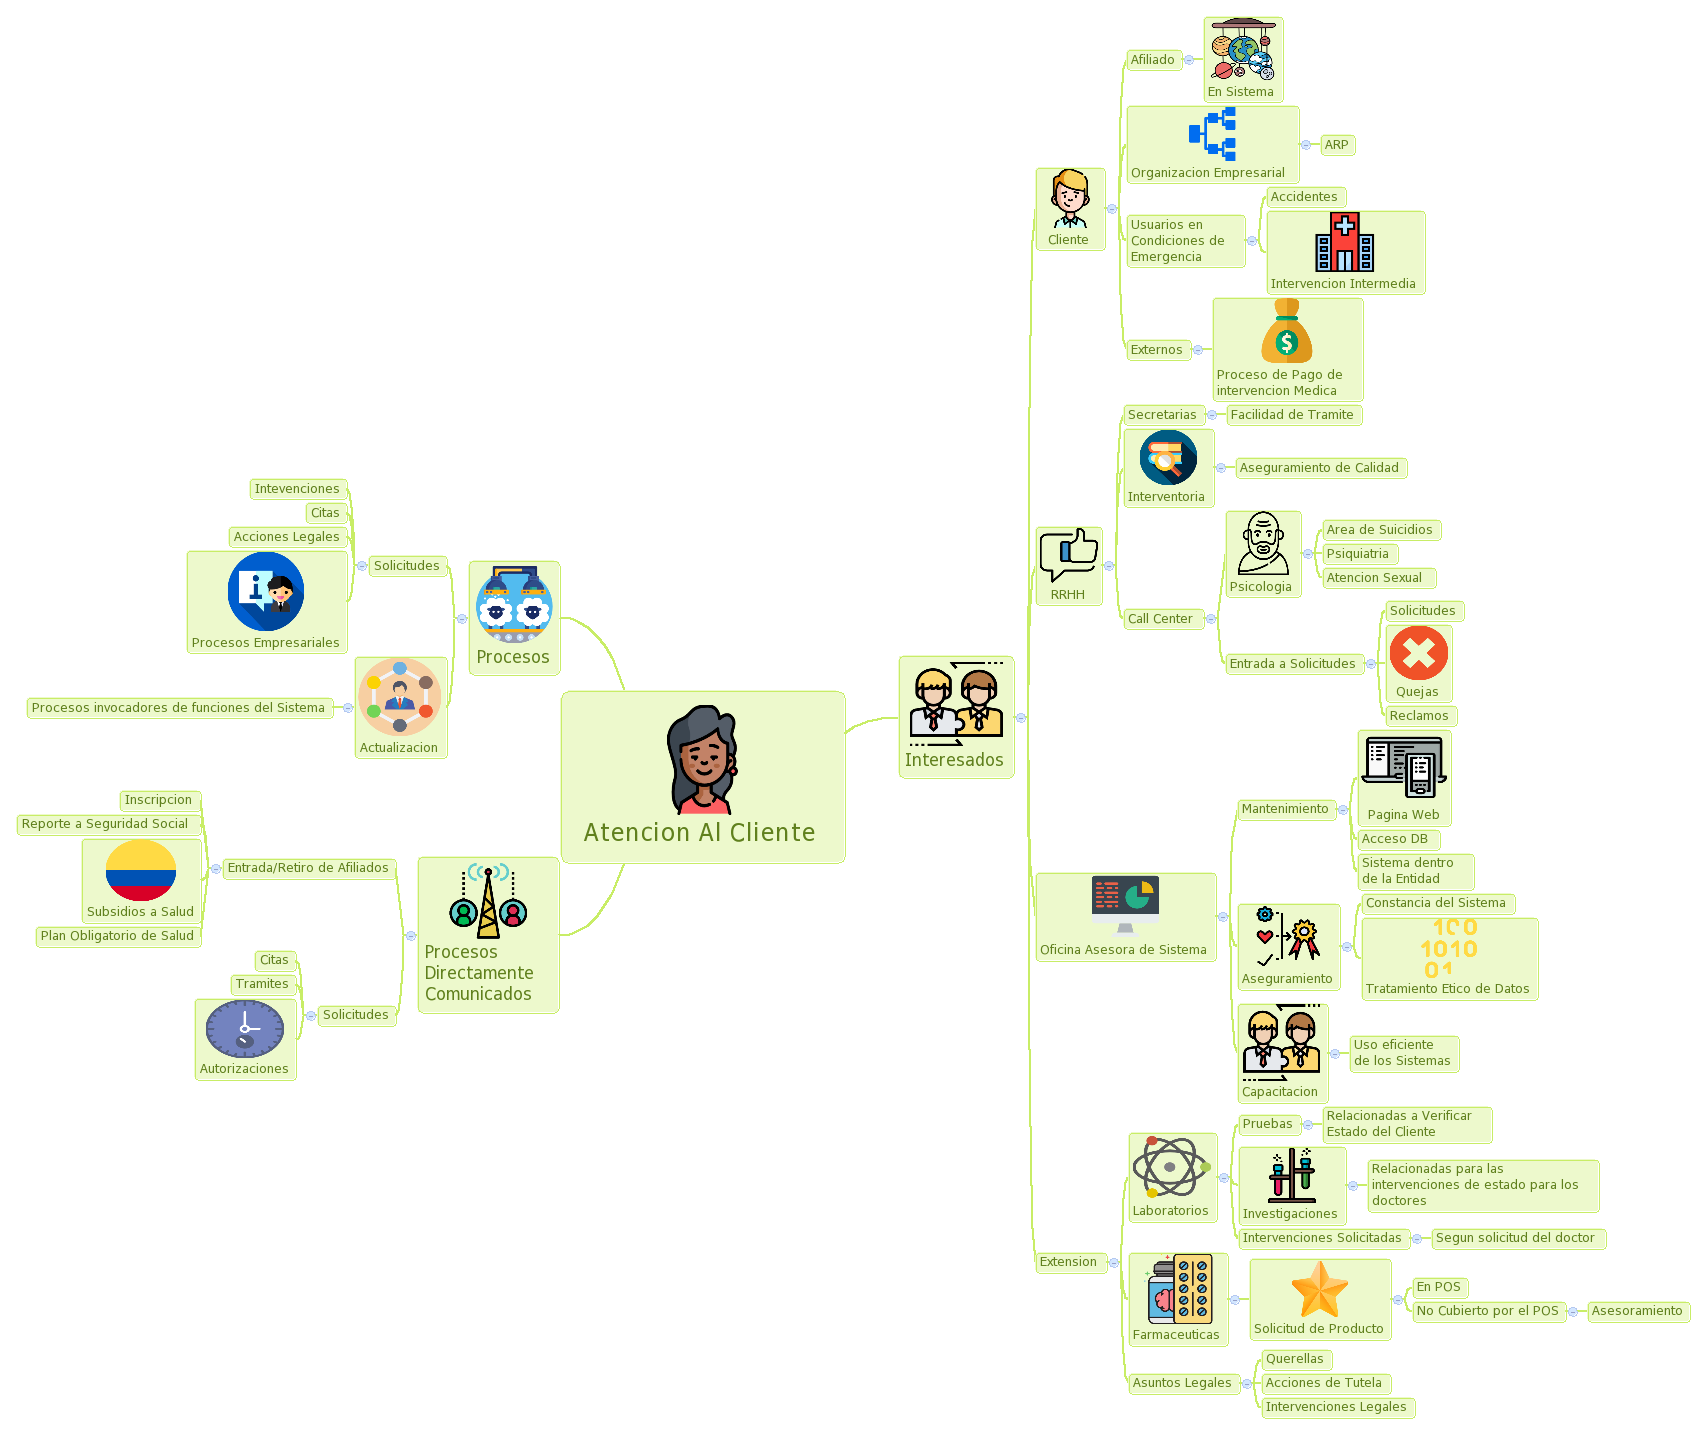 Atencion Al Cliente
Interesados
Cliente
Afiliado
En Sistema
Organizacion Empresarial
ARP
Usuarios en
Condiciones de
Emergencia
Accidentes
Intervencion Intermedia
Externos
Proceso de Pago de
intervencion Medica
RRHH
Secretarias
Facilidad de Tramite
Interventoria
Aseguramiento de Calidad
Call Center
Psicologia
Area de Suicidios
Psiquiatria
Atencion Sexual
Entrada a Solicitudes
Solicitudes
Quejas
Reclamos
Oficina Asesora de Sistema
Mantenimiento
Pagina Web
Acceso DB
Sistema dentro
de la Entidad
Aseguramiento
Constancia del Sistema
100
1010
01
Tratamiento Etico de Datos
Capacitacion
Uso eficiente
de los Sistemas
Extension
Laboratorios
Pruebas
Relacionadas a Verificar
Estado del Cliente
Investigaciones
Relacionadas para las
intervenciones de estado para los
doctores
Intervenciones Solicitadas
Segun solicitud del doctor
Farmaceuticas
Solicitud de Producto
En POS
No Cubierto por el POS
Asesoramiento
Asuntos Legales
Querellas
Acciones de Tutela
Intervenciones Legales
Procesos
Solicitudes
Intevenciones
Citas
Acciones Legales
Procesos Empresariales
Actualizacion
Procesos invocadores de funciones del Sistema
Procesos
Directamente
Comunicados
Entrada/Retiro de Afiliados
Inscripcion
Reporte a Seguridad Social
Subsidios a Salud
Plan Obligatorio de Salud
Solicitudes
Citas
Tramites
Autorizaciones